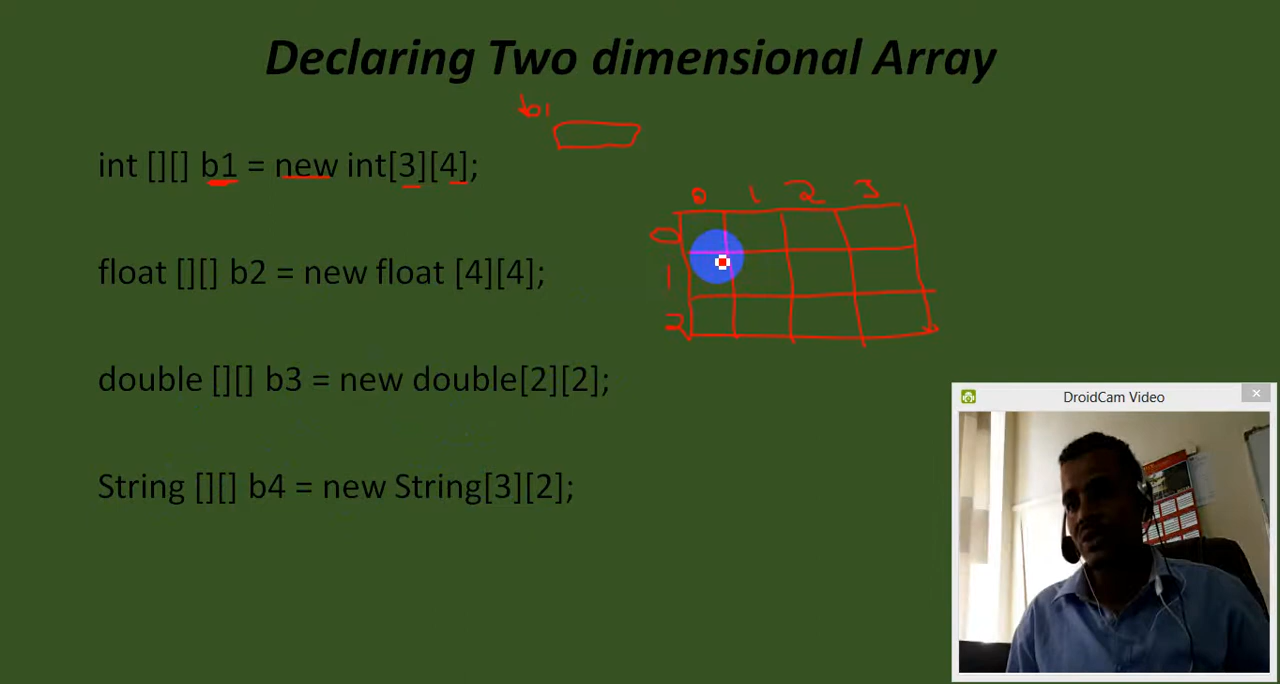 Declaring Two dimensional Array
b1
int [][] b1 = new int[3][4];
0 1 2 3
0
float [][] b2 = new float [4][4];
1
2
double [][] b3 = new double[2][2];
DroidCam Video
String [][] b4 = new String[3][2];